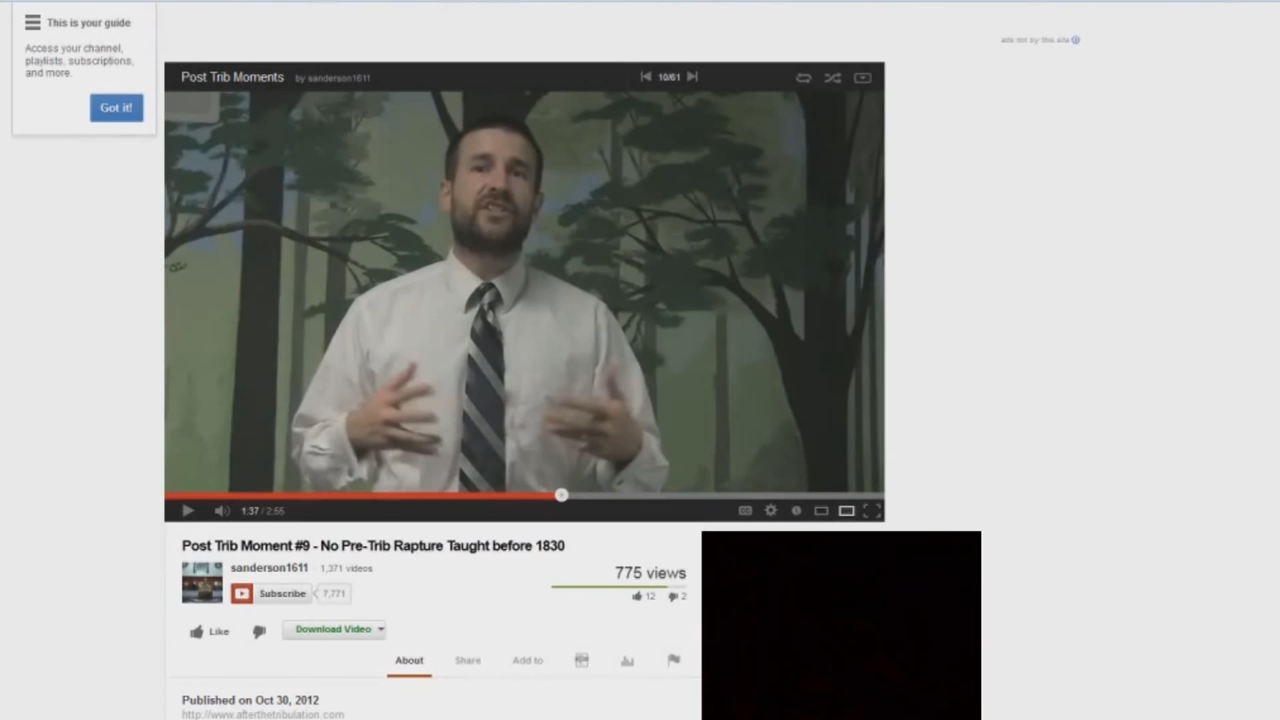 This is your guide
Access your channel,
playlists, subscriptions,
and more.
Got it!
ads not by this site
Post Trib Moments by sanderson1611 10/61
1:37 / 2:55
Post Trib Moment #9 - No Pre-Trib Rapture Taught before 1830
sanderson1611 · 1,371 videos
Subscribe 7,771
775 views
12 2
Like
Download Video
About Share Add to
Published on Oct 30, 2012
http://www.afterthetribulation.com